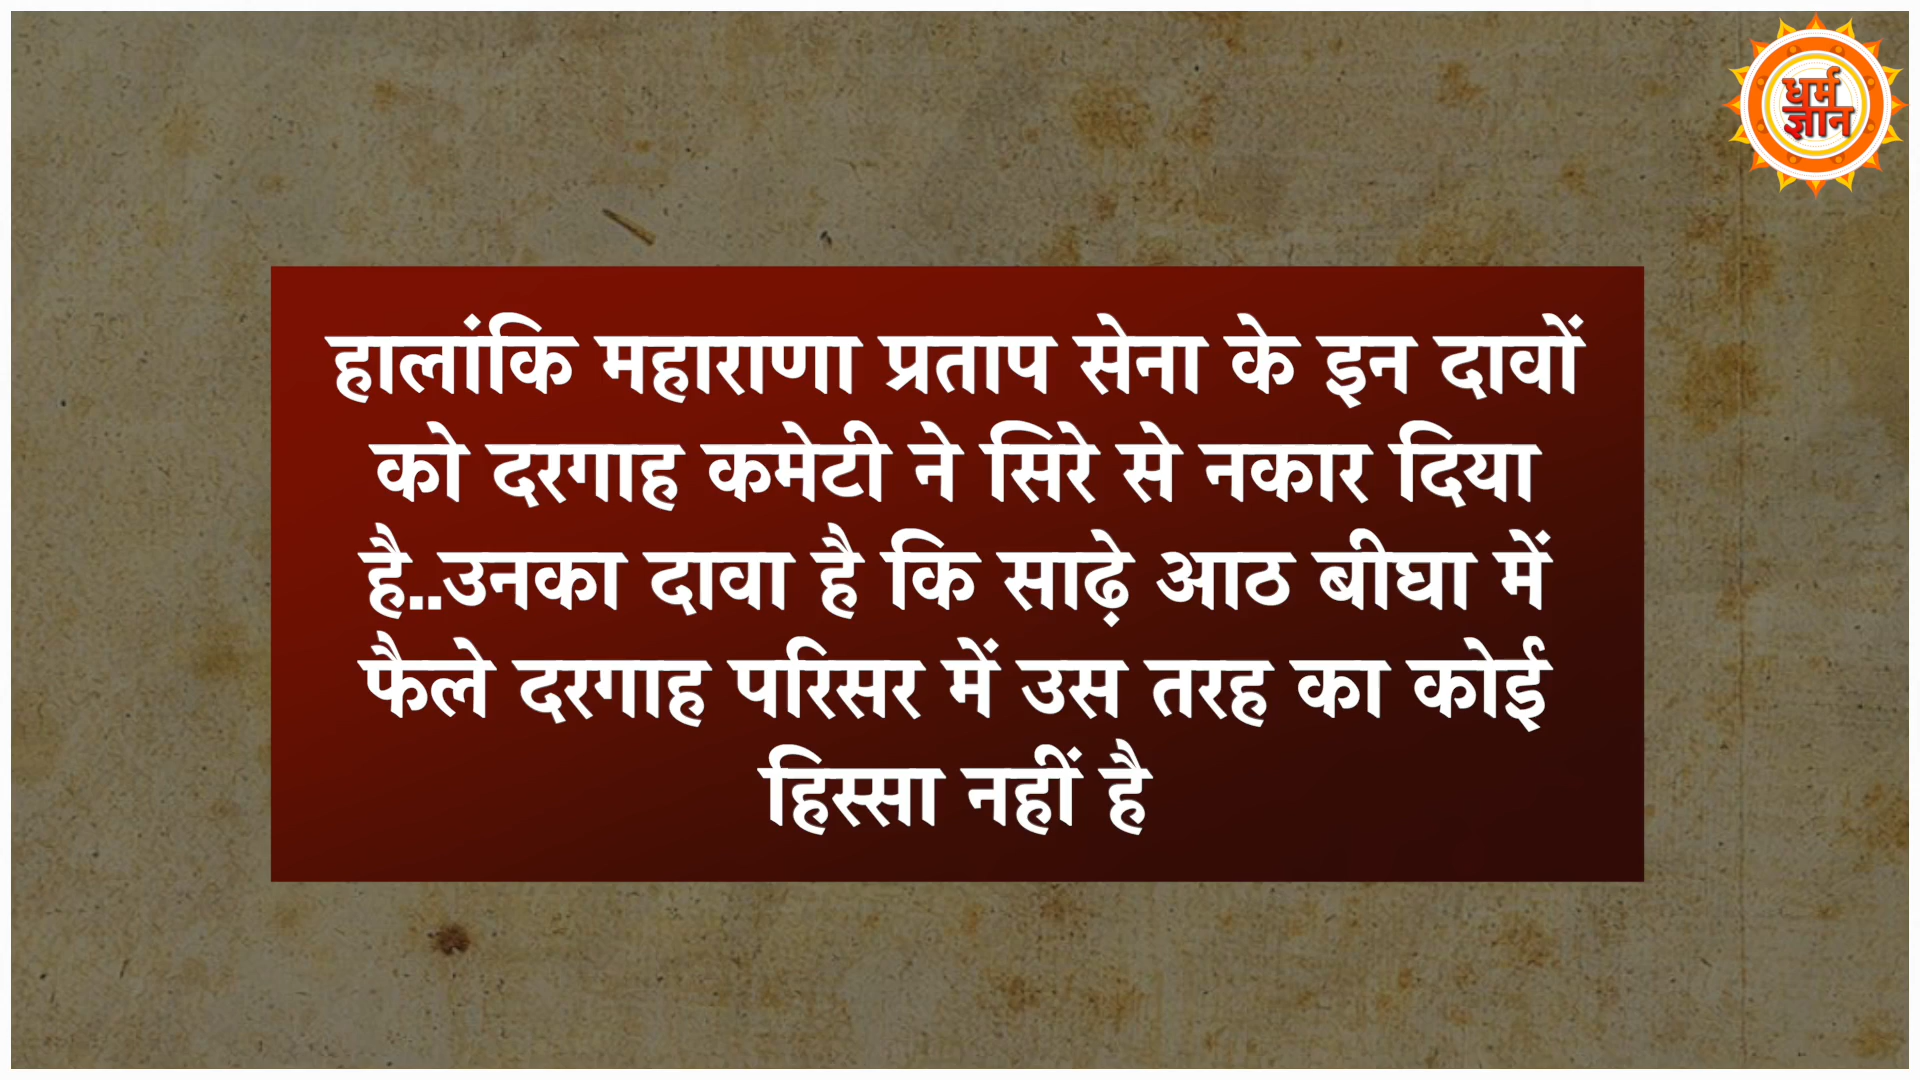 धर्म
ज्ञान
हालांकि महाराणा प्रताप सेना के इन दावों
को दरगाह कमेटी ने सिरे से नकार दिया
है..उनका दावा है कि साढ़े आठ बीघा में
फैले दरगाह परिसर में उस तरह का कोई
हिस्सा नहीं है